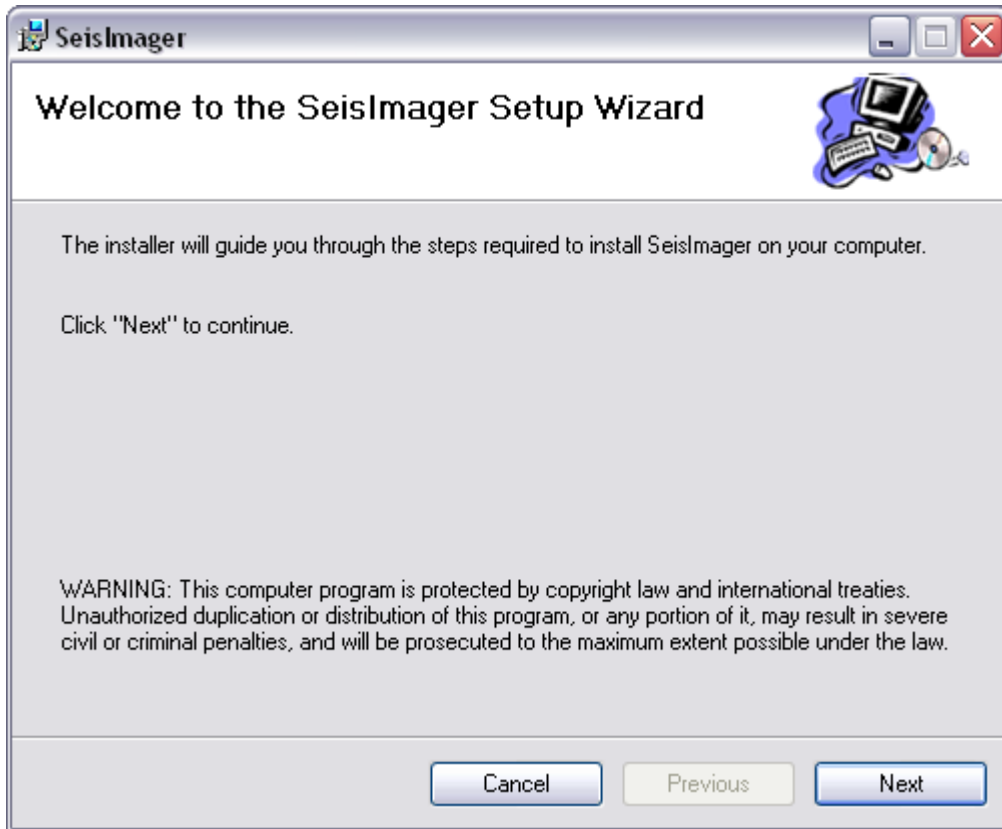 SeisImager
Welcome to the SeisImager Setup Wizard
The installer will guide you through the steps required to install SeisImager on your computer.
Click "Next" to continue.
WARNING: This computer program is protected by copyright law and international treaties.
Unauthorized duplication or distribution of this program, or any portion of it, may result in severe
civil or criminal penalties, and will be prosecuted to the maximum extent possible under the law.
Cancel
Previous
Next